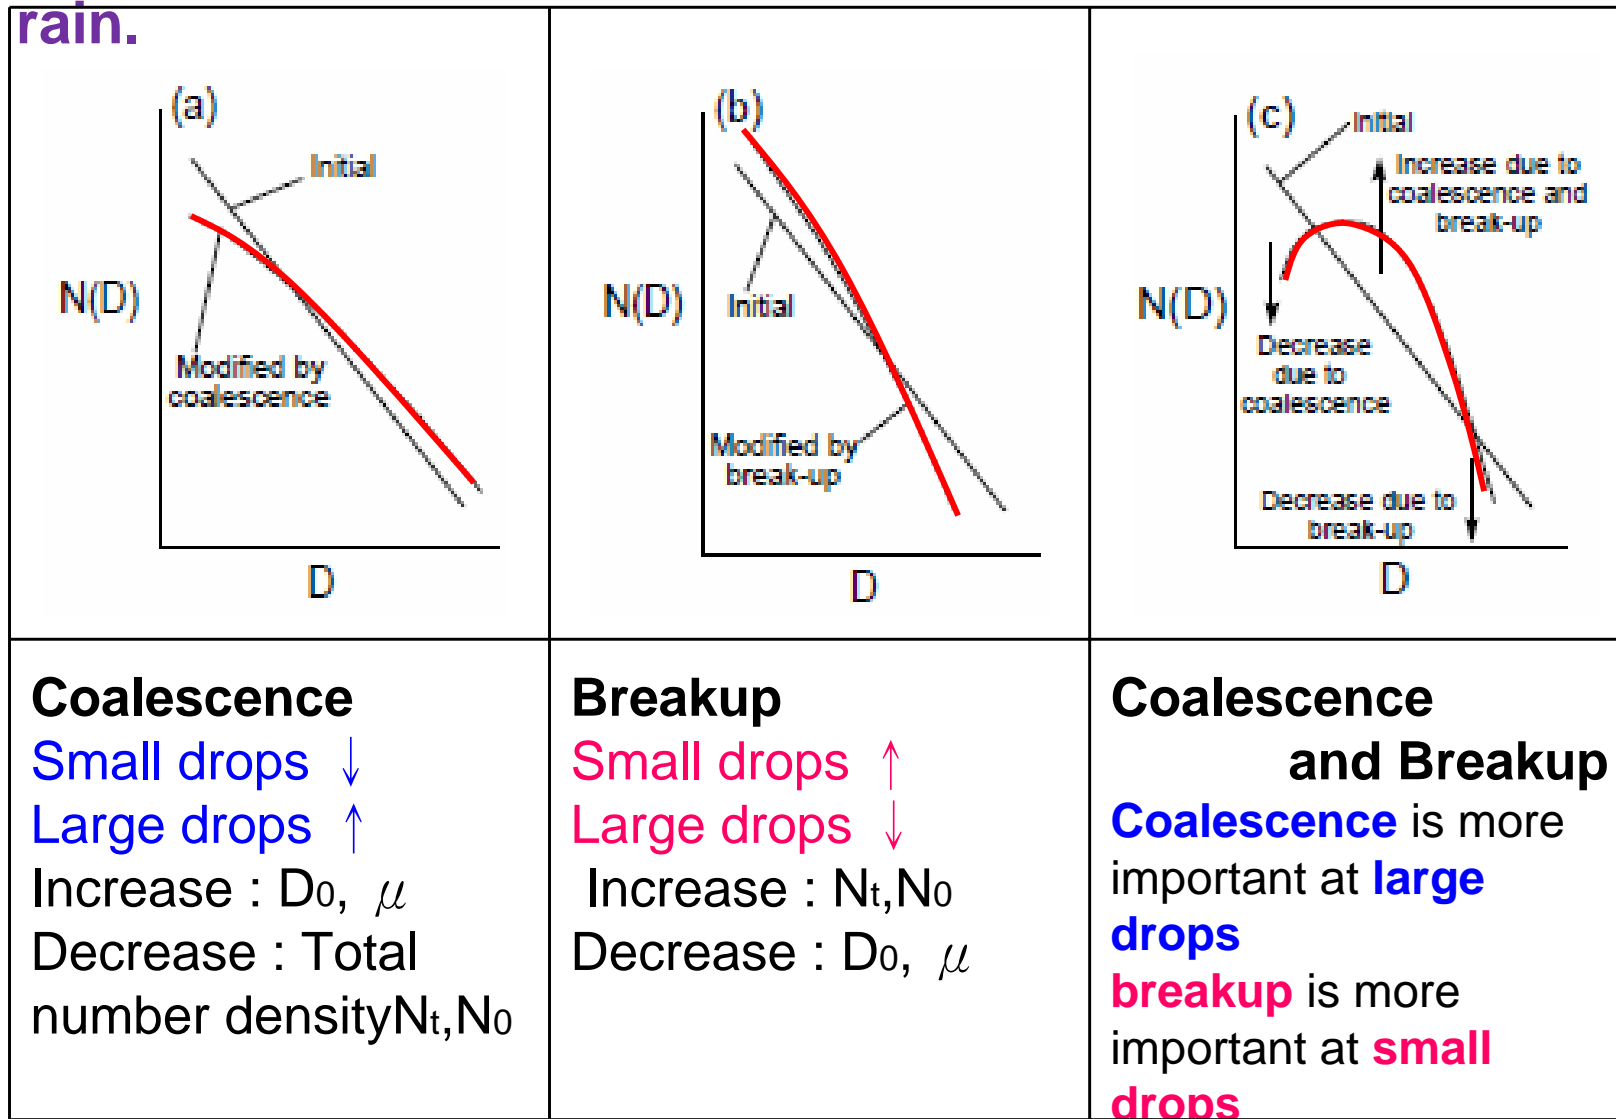 rain.
(a)
Initial
N(D)
Modified by
coalescence
D
(b)
N(D)
Initial
Modified by
break-up
D
(c)
Initial
Increase due to
coalescence and
break-up
N(D)
Decrease
due to
coalescence
Decrease due to
break-up
D
Coalescence
Small drops ↓
Large drops ↑
Increase : D0, μ
Decrease : Total
number densityNt,N0
Breakup
Small drops ↑
Large drops ↓
Increase : Nt,N0
Decrease : D0, μ
Coalescence
and Breakup
Coalescence is more
important at large
drops
breakup is more
important at small
drops